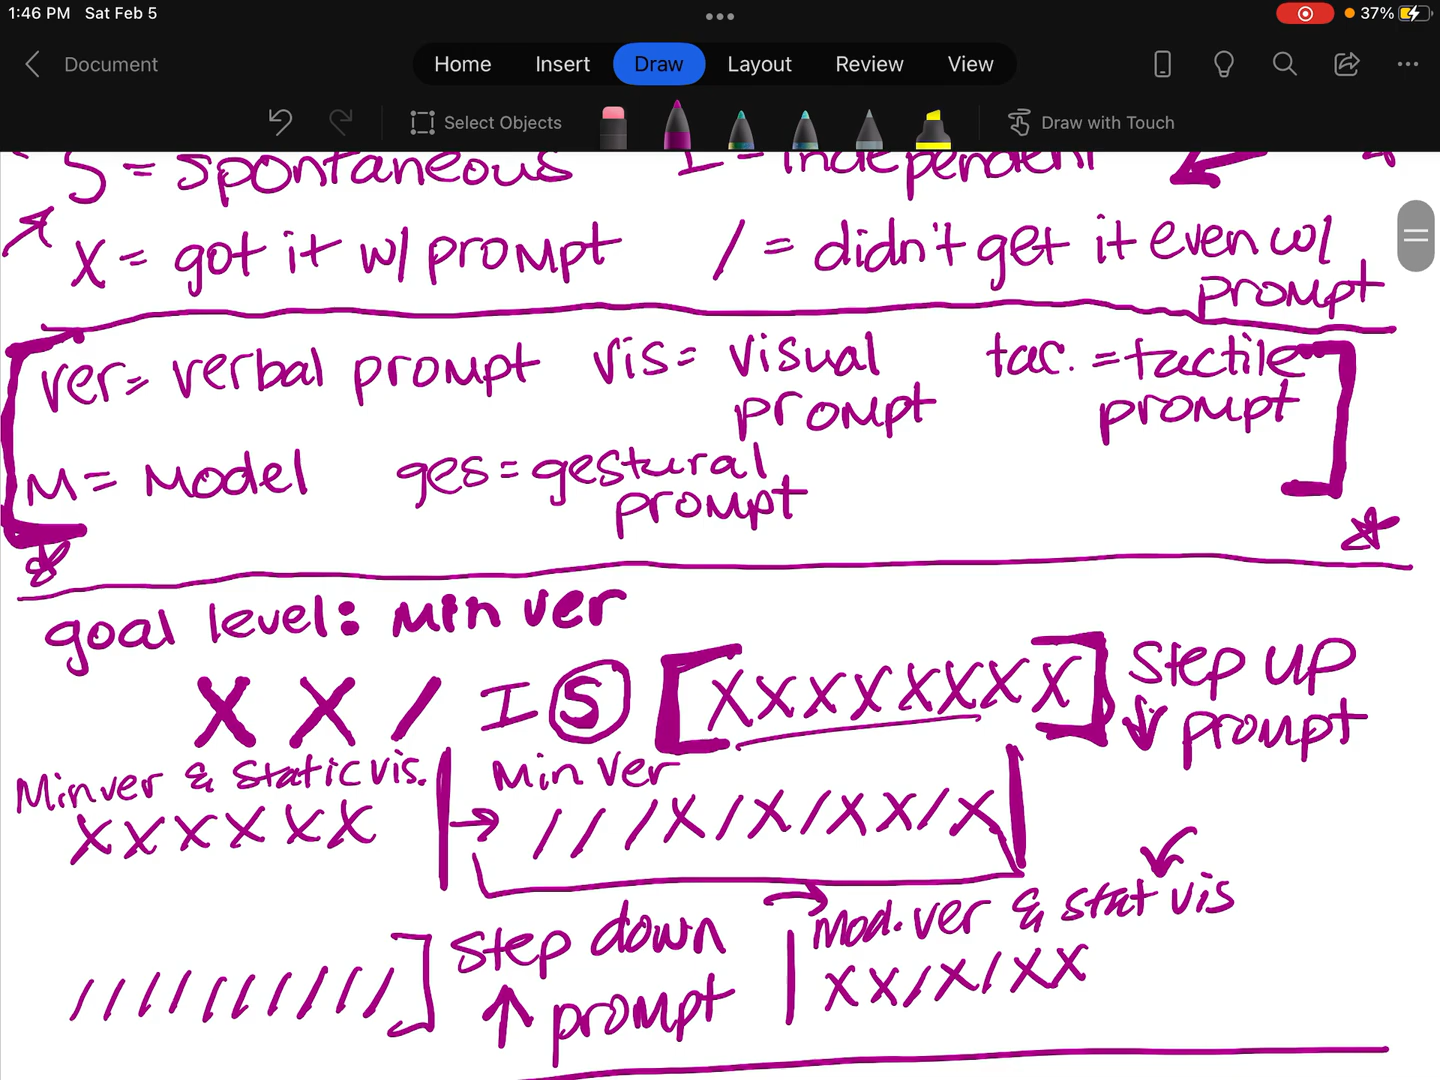 1:46 PM Sat Feb 5 37%
Document Home Insert Draw Layout Review View
Select Objects Draw with Touch
S = spontaneous I = independent
X = got it w/ prompt / = didn't get it even w/
prompt
ver = verbal prompt vis = visual tac. = tactile
prompt prompt
M = Model ges = gestural
prompt
goal level: Min ver
X X / I S [XXXXXXXX] Step up
↓ prompt
Min ver & static vis. Min ver
XXXXXX → ///X/X/XX/X
Mod. ver & stat vis
//////////] Step down XX/X/XX
↑ prompt